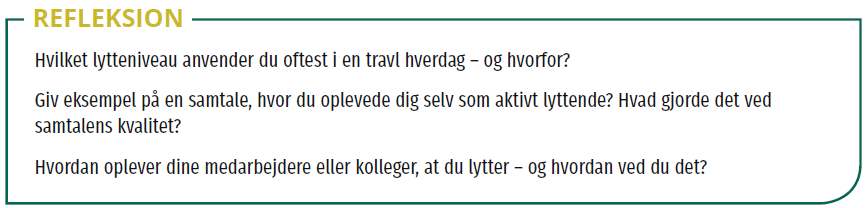 REFLEKSION
Hvilket lytteniveau anvender du oftest i en travl hverdag – og hvorfor?
Giv eksempel på en samtale, hvor du oplevede dig selv som aktivt lyttende? Hvad gjorde det ved
samtalens kvalitet?
Hvordan oplever dine medarbejdere eller kolleger, at du lytter – og hvordan ved du det?